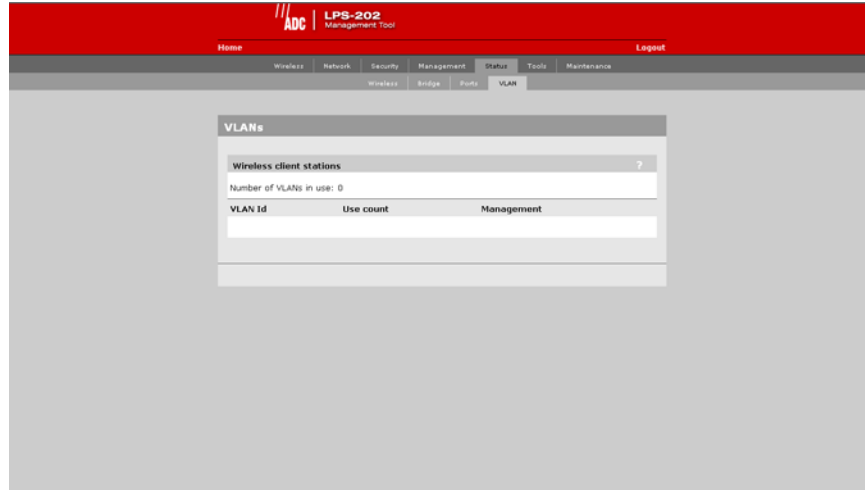 ADC LPS-202
Management Tool
Home Logout
Wireless Network Security Management Status Tools Maintenance
Wireless Bridge Ports VLAN
VLANs
Wireless client stations ?
Number of VLANs in use: 0
VLAN Id Use count Management